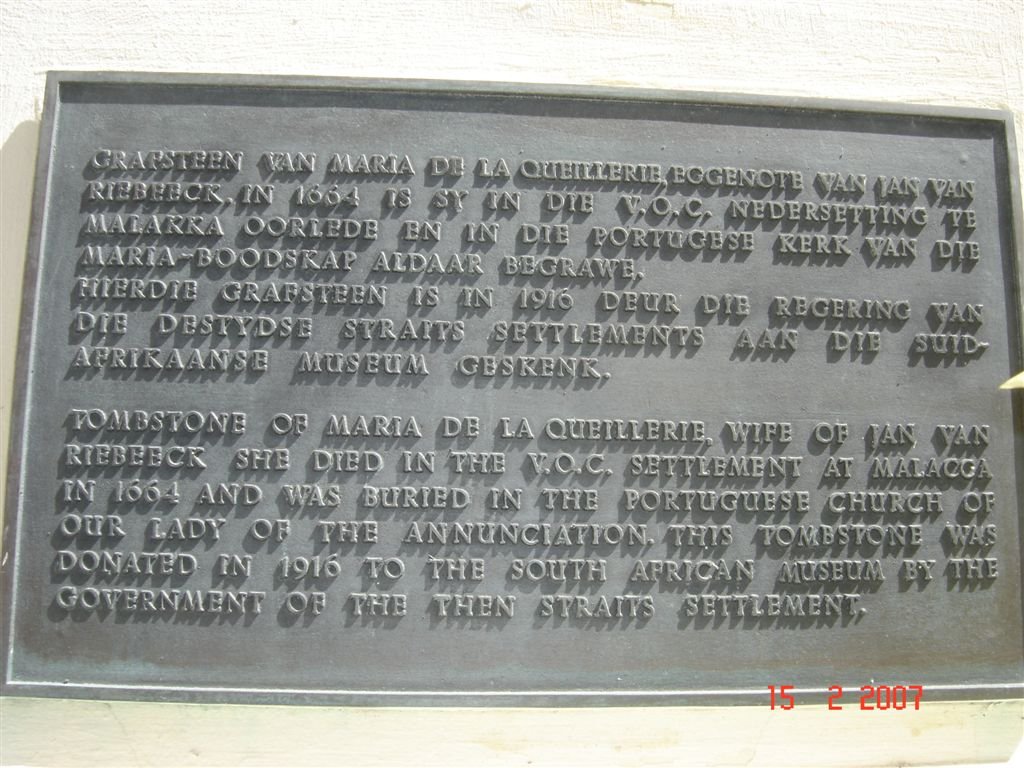 GRAFSTEEN VAN MARIA DE LA QUEILLERIE, EGGENOTE VAN JAN VAN
RIEBEECK. IN 1664 IS SY IN DIE V.O.C. NEDERSETTING TE
MALAKKA OORLEDE EN IN DIE PORTUGESE KERK VAN DIE
MARIA-BOODSKAP ALDAAR BEGRAWE.
HIERDIE GRAFSTEEN IS IN 1916 DEUR DIE REGERING VAN
DIE DESTYDSE STRAITS SETTLEMENTS AAN DIE SUID-
AFRIKAANSE MUSEUM GESKENK.
TOMBSTONE OF MARIA DE LA QUEILLERIE, WIFE OF JAN VAN
RIEBEECK SHE DIED IN THE V.O.C. SETTLEMENT AT MALACCA
IN 1664 AND WAS BURIED IN THE PORTUGUESE CHURCH OF
OUR LADY OF THE ANNUNCIATION. THIS TOMBSTONE WAS
DONATED IN 1916 TO THE SOUTH AFRICAN MUSEUM BY THE
GOVERNMENT OF THE THEN STRAITS SETTLEMENT.
15 2 2007